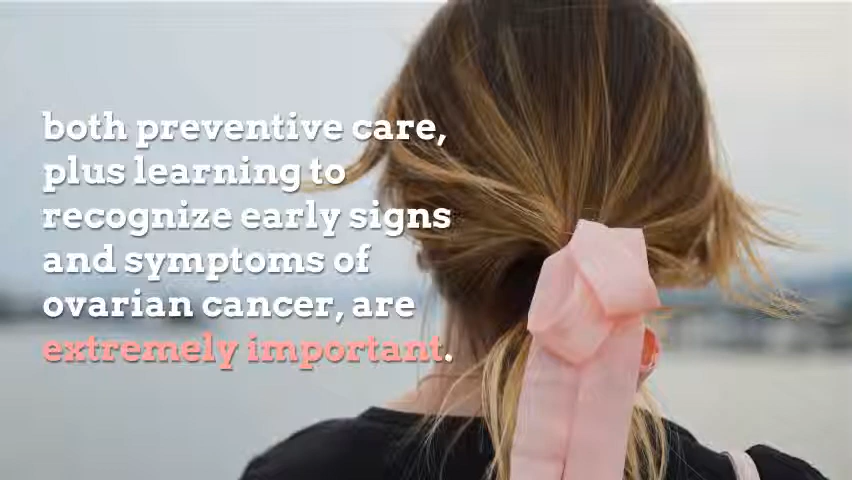 both preventive care,
plus learning to
recognize early signs
and symptoms of
ovarian cancer, are
extremely important.